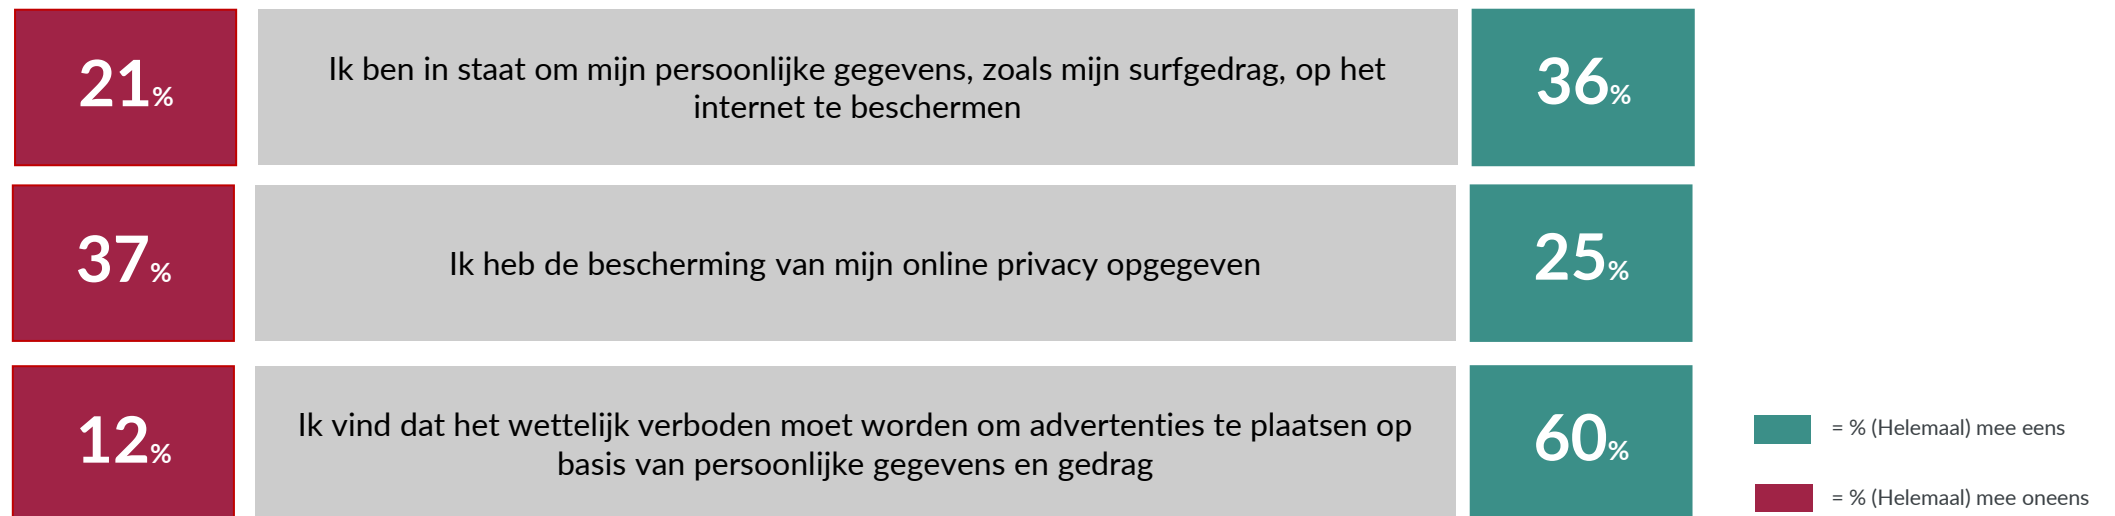 21%
Ik ben in staat om mijn persoonlijke gegevens, zoals mijn surfgedrag, op het
internet te beschermen
36%
37%
Ik heb de bescherming van mijn online privacy opgegeven
25%
12%
Ik vind dat het wettelijk verboden moet worden om advertenties te plaatsen op
basis van persoonlijke gegevens en gedrag
60%
= % (Helemaal) mee eens
= % (Helemaal) mee oneens